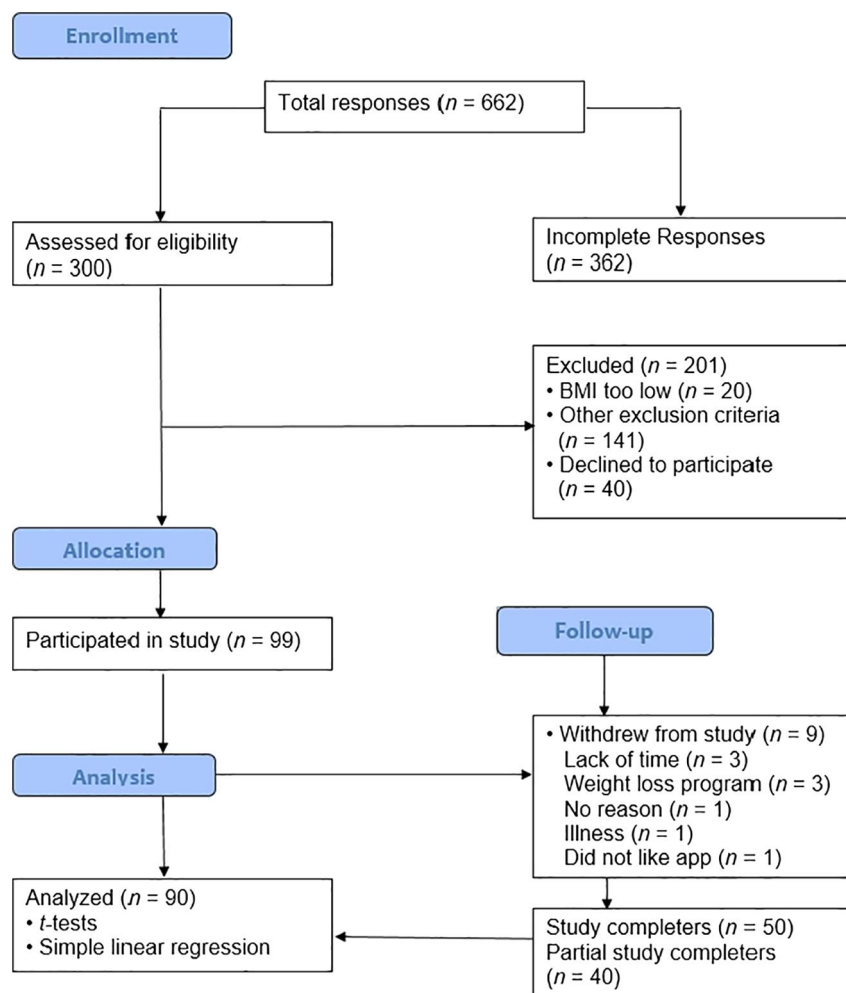 Enrollment
Total responses (n = 662)
Assessed for eligibility
(n = 300)
Incomplete Responses
(n = 362)
Excluded (n = 201)
• BMI too low (n = 20)
• Other exclusion criteria
(n = 141)
• Declined to participate
(n = 40)
Allocation
Participated in study (n = 99)
Follow-up
• Withdrew from study (n = 9)
Lack of time (n = 3)
Weight loss program (n = 3)
No reason (n = 1)
Illness (n = 1)
Did not like app (n = 1)
Analysis
Analyzed (n = 90)
• t-tests
• Simple linear regression
Study completers (n = 50)
Partial study completers
(n = 40)